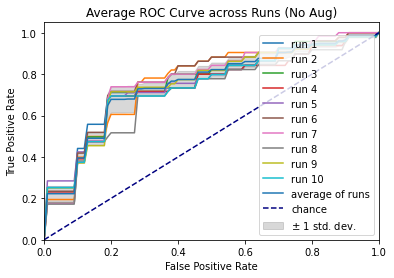 Average ROC Curve across Runs (No Aug)
True Positive Rate
1.0
0.8
0.6
0.4
0.2
0.0
run 1
run 2
run 3
run 4
run 5
run 6
run 7
run 8
run 9
run 10
average of runs
chance
± 1 std. dev.
0.0 0.2 0.4 0.6 0.8 1.0
False Positive Rate